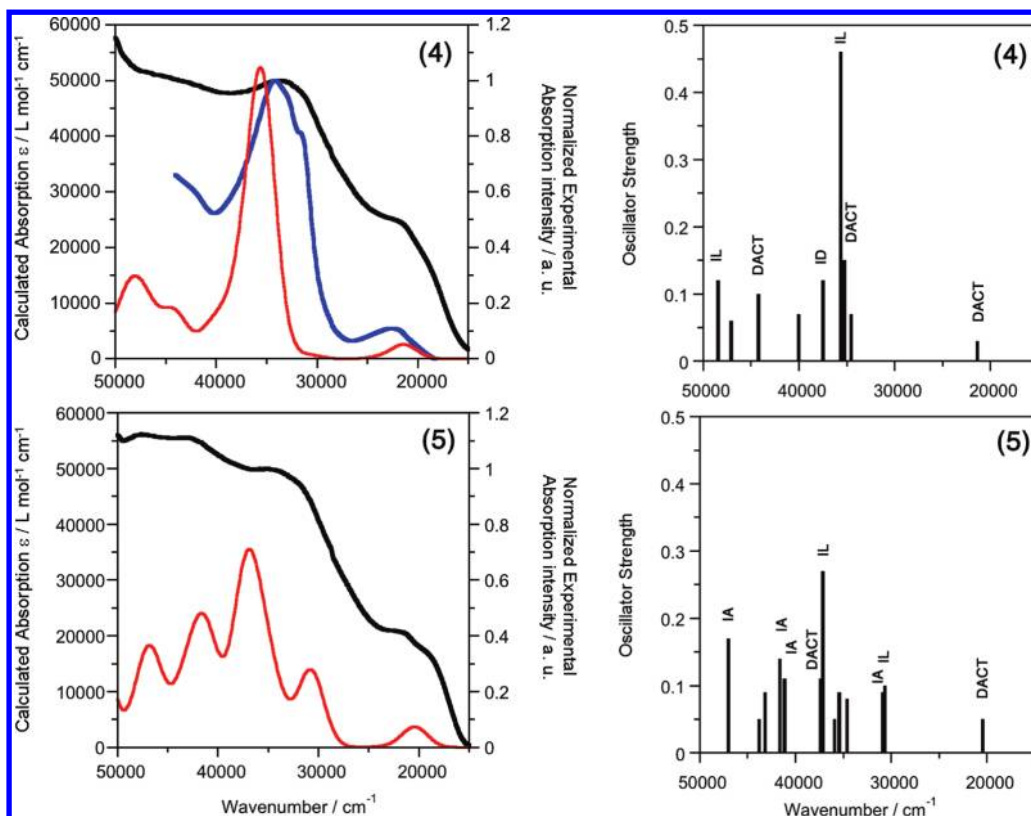 60000
50000
40000
30000
20000
10000
0
Calculated Absorption ε / L mol⁻¹ cm⁻¹
50000 40000 30000 20000
(4)
1.2
1
0.8
0.6
0.4
0.2
0
Normalized Experimental
Absorption intensity / a. u.
0.5
0.4
0.3
0.2
0.1
0
Oscillator Strength
50000 40000 30000 20000
IL
DACT
ID
IL
DACT
DACT
(4)
60000
50000
40000
30000
20000
10000
0
Calculated Absorption ε / L mol⁻¹ cm⁻¹
50000 40000 30000 20000
Wavenumber / cm⁻¹
(5)
1.2
1
0.8
0.6
0.4
0.2
0
Normalized Experimental
Absorption intensity / a. u.
0.5
0.4
0.3
0.2
0.1
0
Oscillator Strength
50000 40000 30000 20000
Wavenumber / cm⁻¹
IA
IA
IA
DACT
IL
IA
IL
DACT
(5)